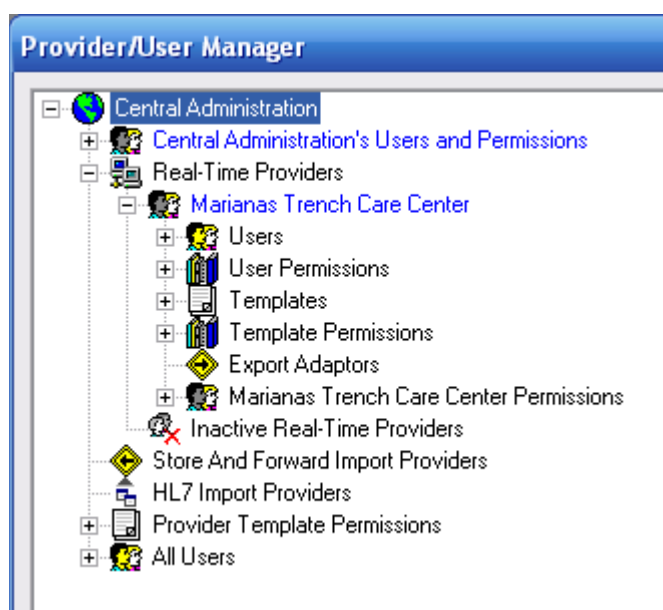 Provider/User Manager
Central Administration
Central Administration's Users and Permissions
Real-Time Providers
Marianas Trench Care Center
Users
User Permissions
Templates
Template Permissions
Export Adaptors
Marianas Trench Care Center Permissions
Inactive Real-Time Providers
Store And Forward Import Providers
HL7 Import Providers
Provider Template Permissions
All Users